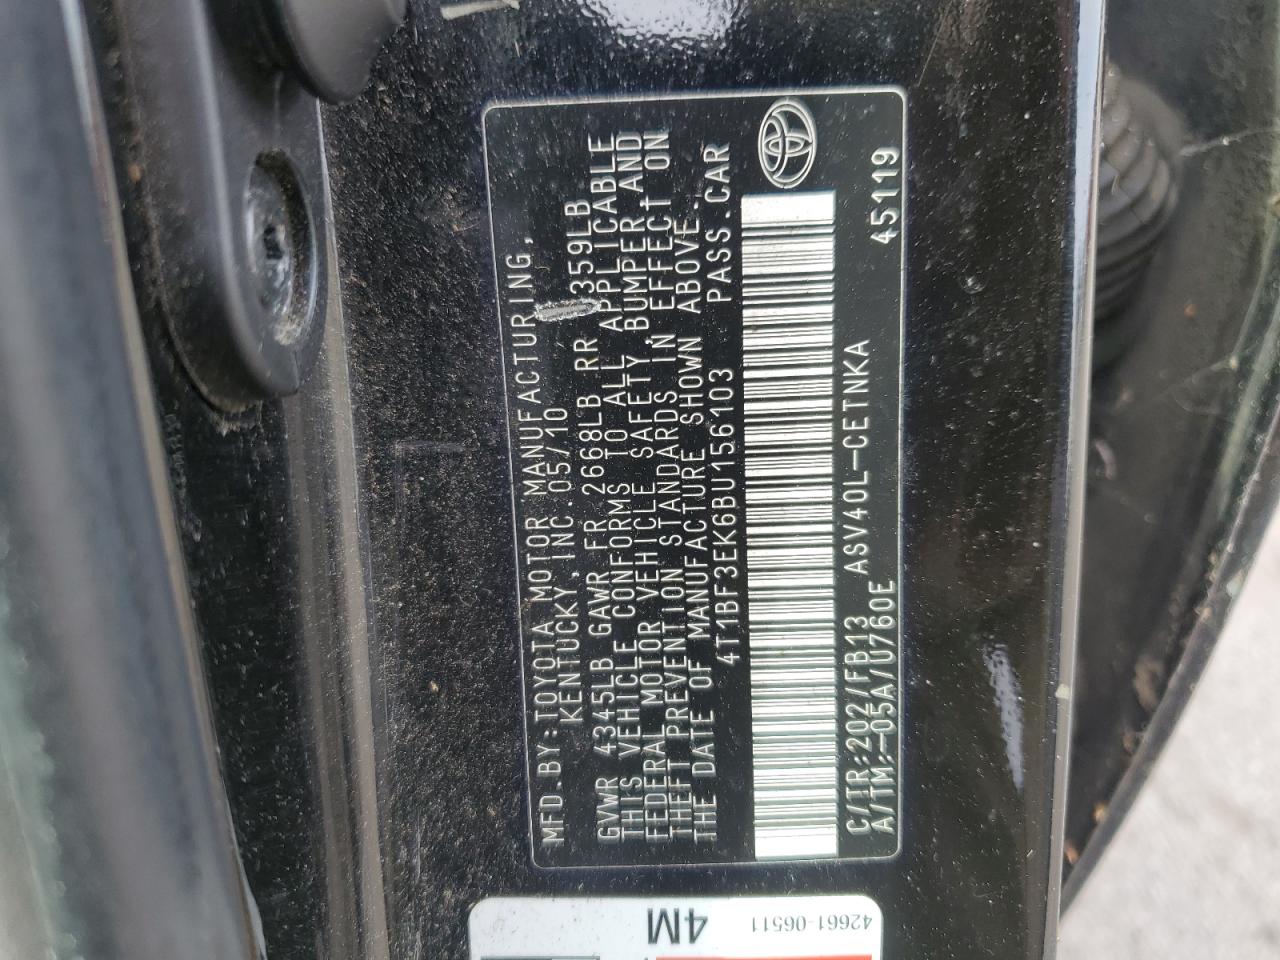 MFD.BY:TOYOTA MOTOR MANUFACTURING,
KENTUCKY, INC. 05/10
GVWR 4345LB GAWR FR 2668LB RR 359LB
THIS VEHICLE CONFORMS TO ALL APPLICABLE
FEDERAL MOTOR VEHICLE SAFETY,BUMPER AND
THEFT PREVENTION STANDARDS IN EFFECT ON
THE DATE OF MANUFACTURE SHOWN ABOVE.
4T1BF3EK6BU156103 PASS.CAR
C/TR:202/FB13 ASV40L-CETNKA
A/TM:-05A/U760E 45119
4M
42661-06511